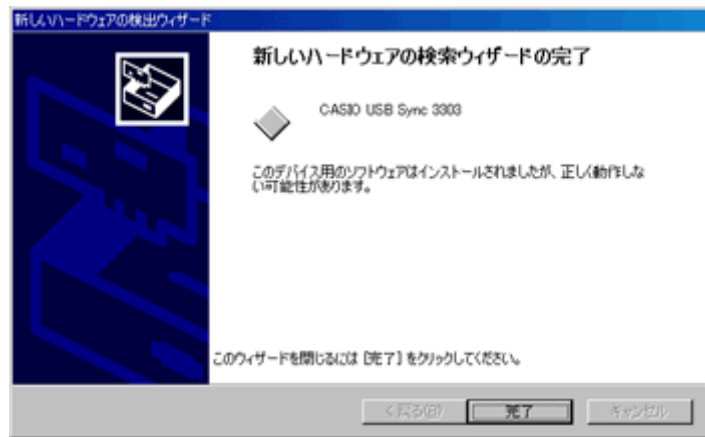 新しいハードウェアの検出ウィザード
新しいハードウェアの検索ウィザードの完了
CASIO USB Sync 3303
このデバイス用のソフトウェアはインストールされましたが、正しく動作しな
い可能性があります。
このウィザードを閉じるには [完了] をクリックしてください。
< 戻る(B)
完了
キャンセル